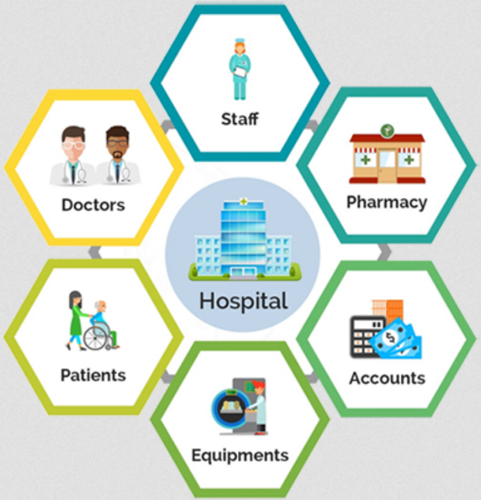 Staff
Doctors
Pharmacy
Hospital
Patients
Accounts
Equipments
$